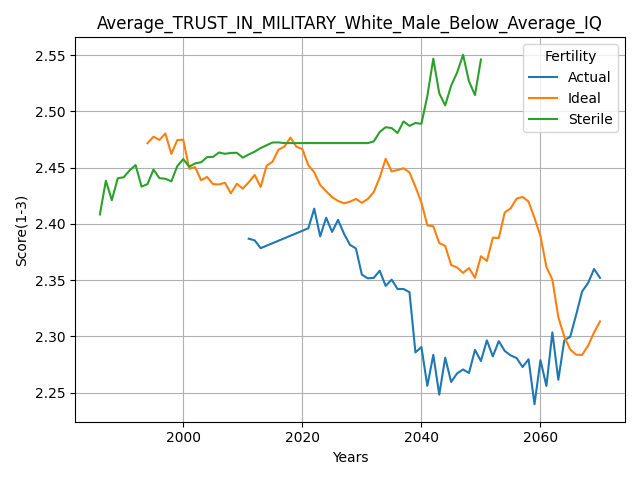 Average_TRUST_IN_MILITARY_White_Male_Below_Average_IQ
Fertility
Actual
Ideal
Sterile
2.55
2.50
2.45
2.40
2.35
2.30
2.25
Score(1-3)
2000
2020
2040
2060
Years